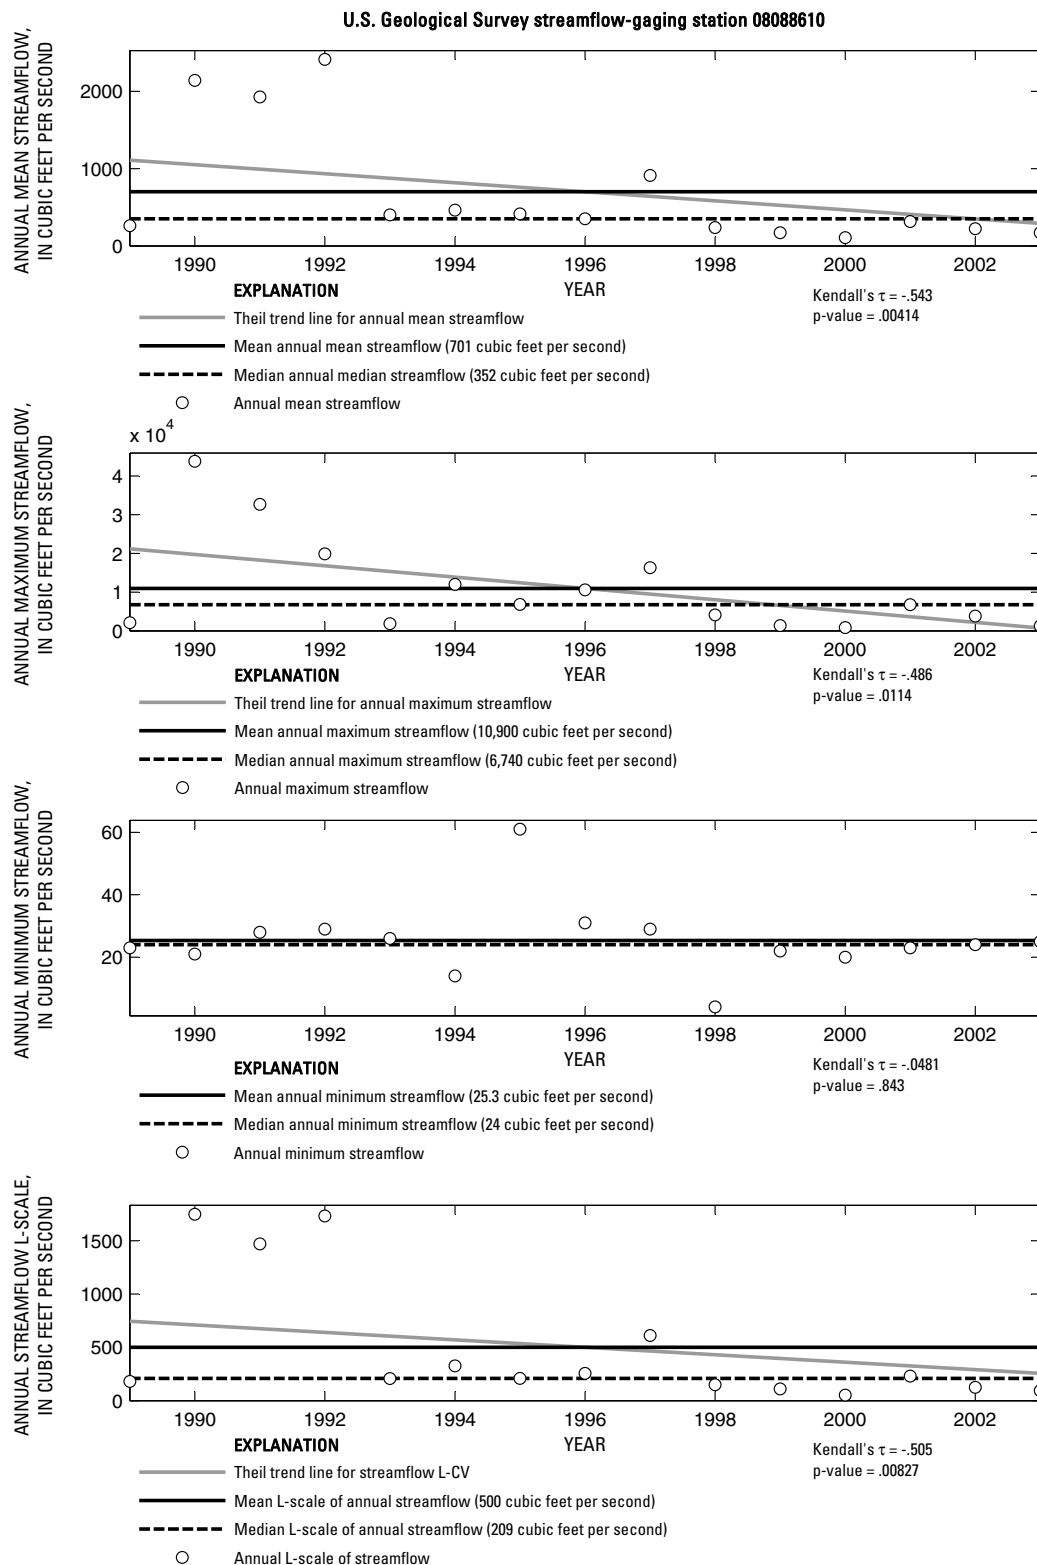 U.S. Geological Survey streamflow-gaging station 08088610
ANNUAL MEAN STREAMFLOW,
IN CUBIC FEET PER SECOND
2000
1000
0
1990 1992 1994 1996 1998 2000 2002
YEAR
EXPLANATION
Theil trend line for annual mean streamflow
Mean annual mean streamflow (701 cubic feet per second)
Median annual median streamflow (352 cubic feet per second)
Annual mean streamflow
Kendall's τ = -.543
p-value = .00414
ANNUAL MAXIMUM STREAMFLOW,
IN CUBIC FEET PER SECOND
x 10^4
4
3
2
1
0
1990 1992 1994 1996 1998 2000 2002
YEAR
EXPLANATION
Theil trend line for annual maximum streamflow
Mean annual maximum streamflow (10,900 cubic feet per second)
Median annual maximum streamflow (6,740 cubic feet per second)
Annual maximum streamflow
Kendall's τ = -.486
p-value = .0114
ANNUAL MINIMUM STREAMFLOW,
IN CUBIC FEET PER SECOND
60
40
20
1990 1992 1994 1996 1998 2000 2002
YEAR
EXPLANATION
Mean annual minimum streamflow (25.3 cubic feet per second)
Median annual minimum streamflow (24 cubic feet per second)
Annual minimum streamflow
Kendall's τ = -.0481
p-value = .843
ANNUAL STREAMFLOW L-SCALE,
IN CUBIC FEET PER SECOND
1500
1000
500
0
1990 1992 1994 1996 1998 2000 2002
YEAR
EXPLANATION
Theil trend line for streamflow L-CV
Mean L-scale of annual streamflow (500 cubic feet per second)
Median L-scale of annual streamflow (209 cubic feet per second)
Annual L-scale of streamflow
Kendall's τ = -.505
p-value = .00827